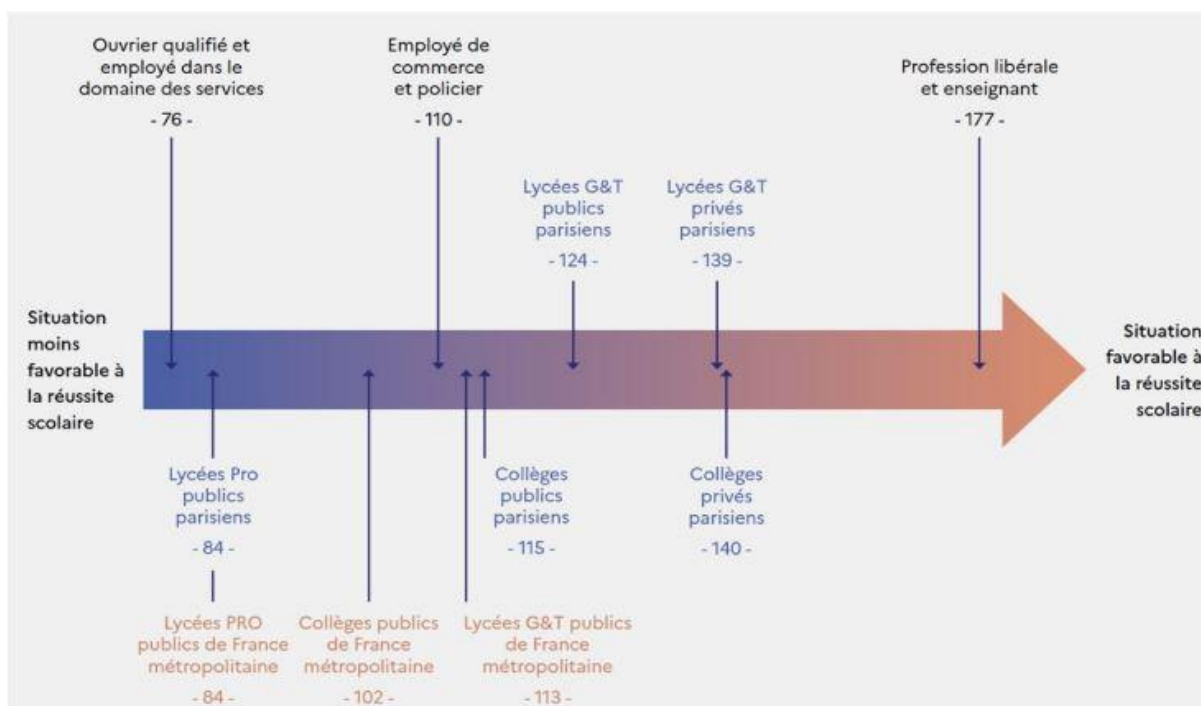 Ouvrier qualifié et
employé dans le
domaine des services
- 76 -
Employé de
commerce
et policier
- 110 -
Profession libérale
et enseignant
- 177 -
Lycées G&T
publics
parisiens
- 124 -
Lycées G&T
privés
parisiens
- 139 -
Situation
moins
favorable à
la réussite
scolaire
Situation
favorable à
la réussite
scolaire
Lycées Pro
publics
parisiens
- 84 -
Collèges
publics
parisiens
- 115 -
Collèges
privés
parisiens
- 140 -
Lycées PRO
publics de France
métropolitaine
- 84 -
Collèges publics
de France
métropolitaine
- 102 -
Lycées G&T publics
de France
métropolitaine
- 113 -